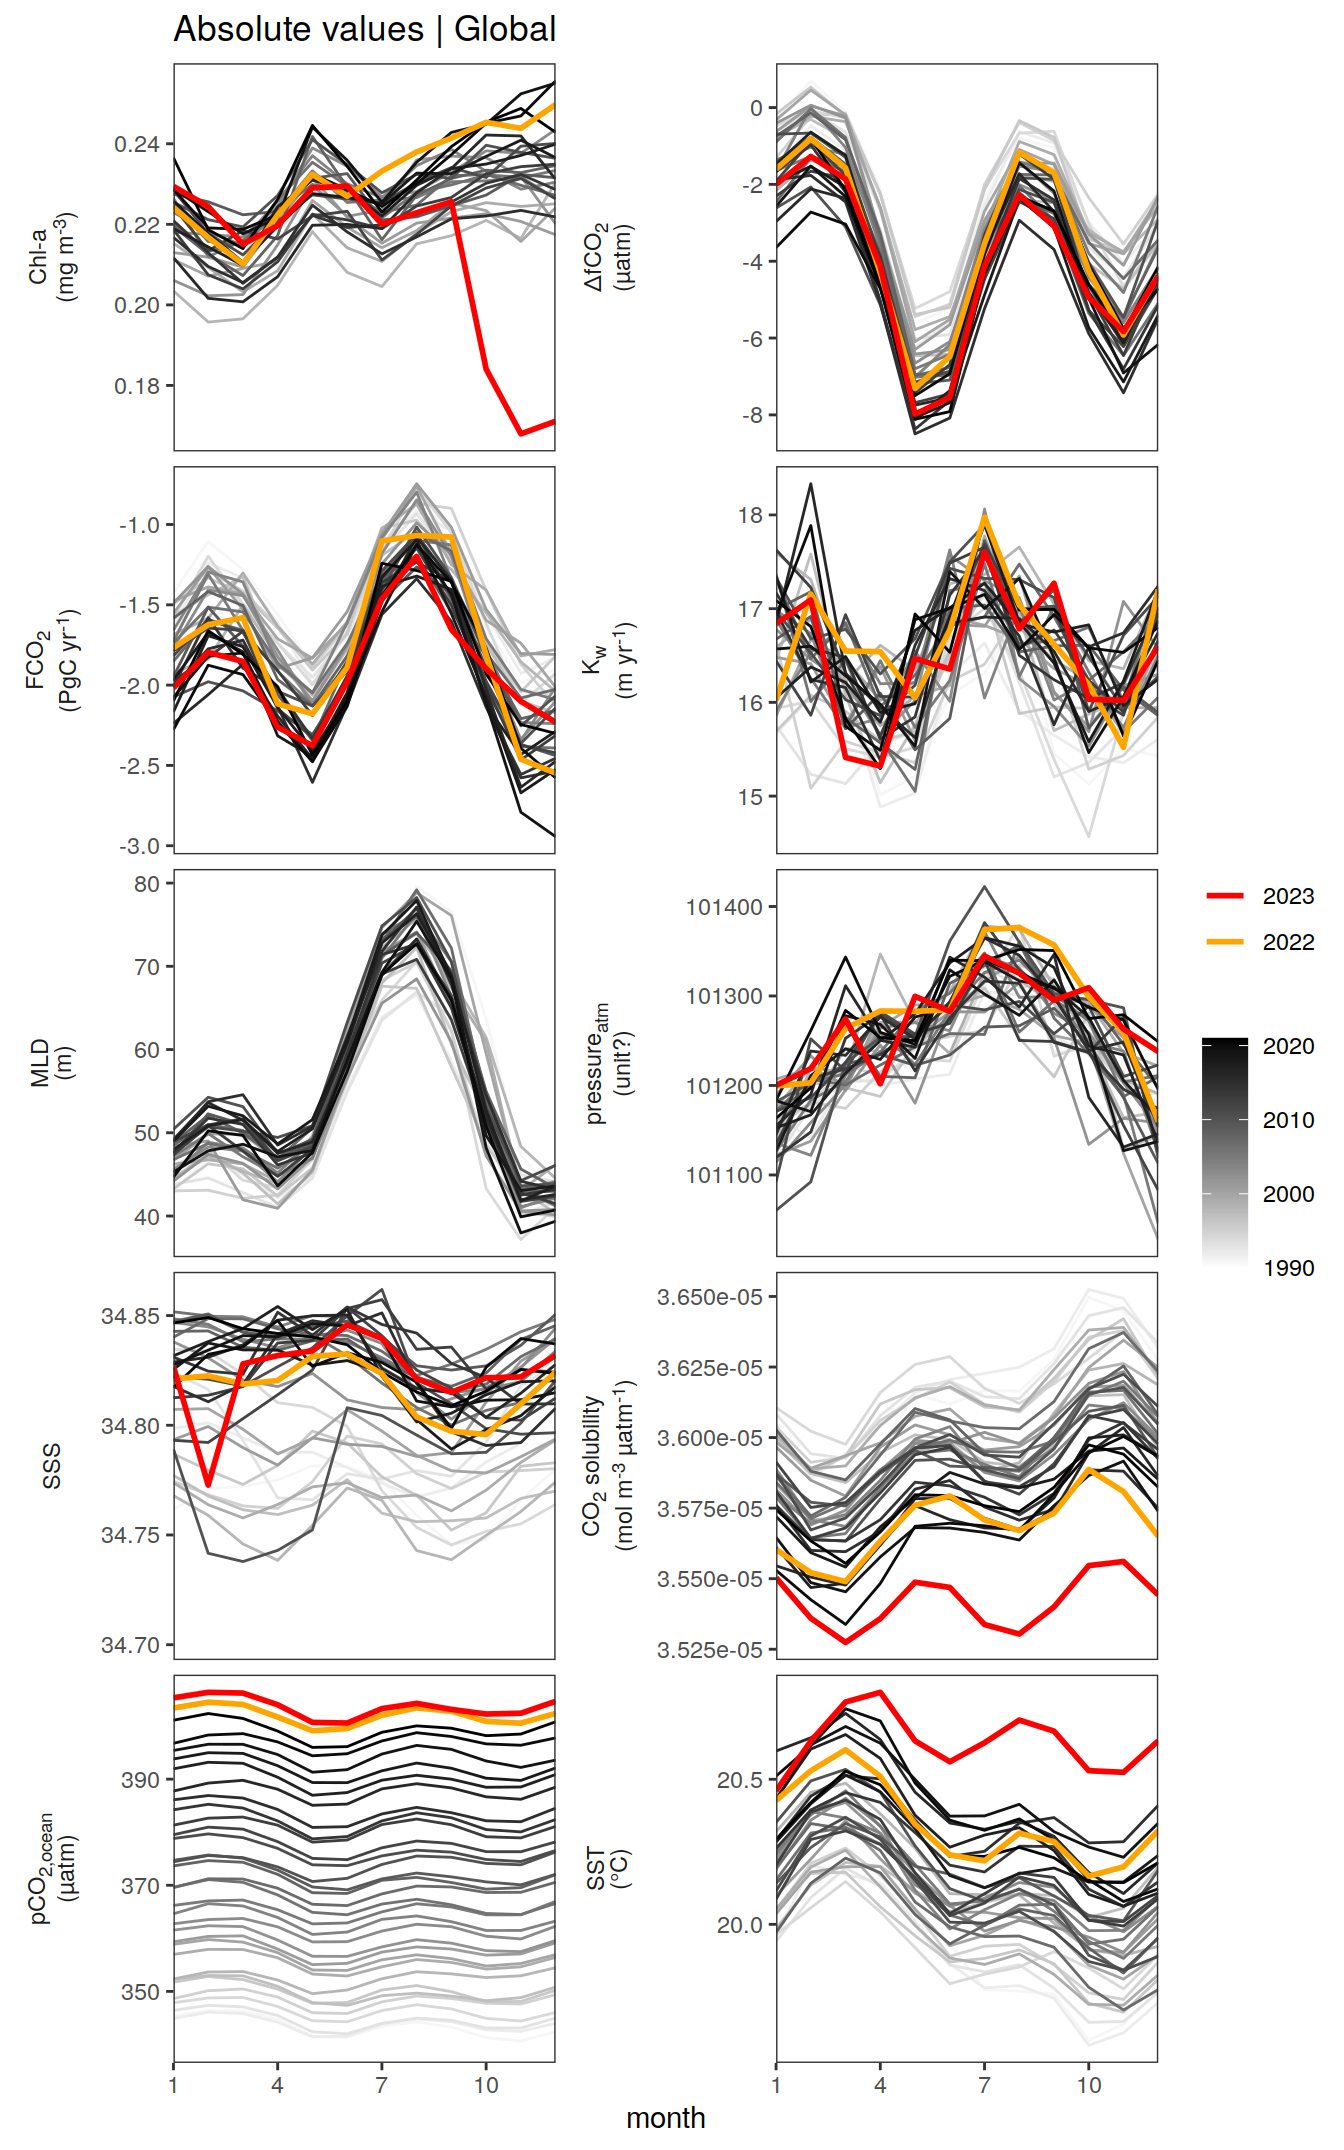 Absolute values | Global
Chl-a
(mg m⁻³)
0.24
0.22
0.20
0.18
ΔfCO₂
(µatm)
0
-2
-4
-6
-8
FCO₂
(PgC yr⁻¹)
-1.0
-1.5
-2.0
-2.5
-3.0
K_w
(m yr⁻¹)
18
17
16
15
MLD
(m)
80
70
60
50
40
pressure_atm
(unit?)
101400
101300
101200
101100
2023
2022
2020
2010
2000
1990
SSS
34.85
34.80
34.75
34.70
CO₂ solubility
(mol m⁻³ µatm⁻¹)
3.650e-05
3.625e-05
3.600e-05
3.575e-05
3.550e-05
3.525e-05
pCO₂,ocean
(µatm)
390
370
350
SST
(°C)
20.5
20.0
1 4 7 10
1 4 7 10
month